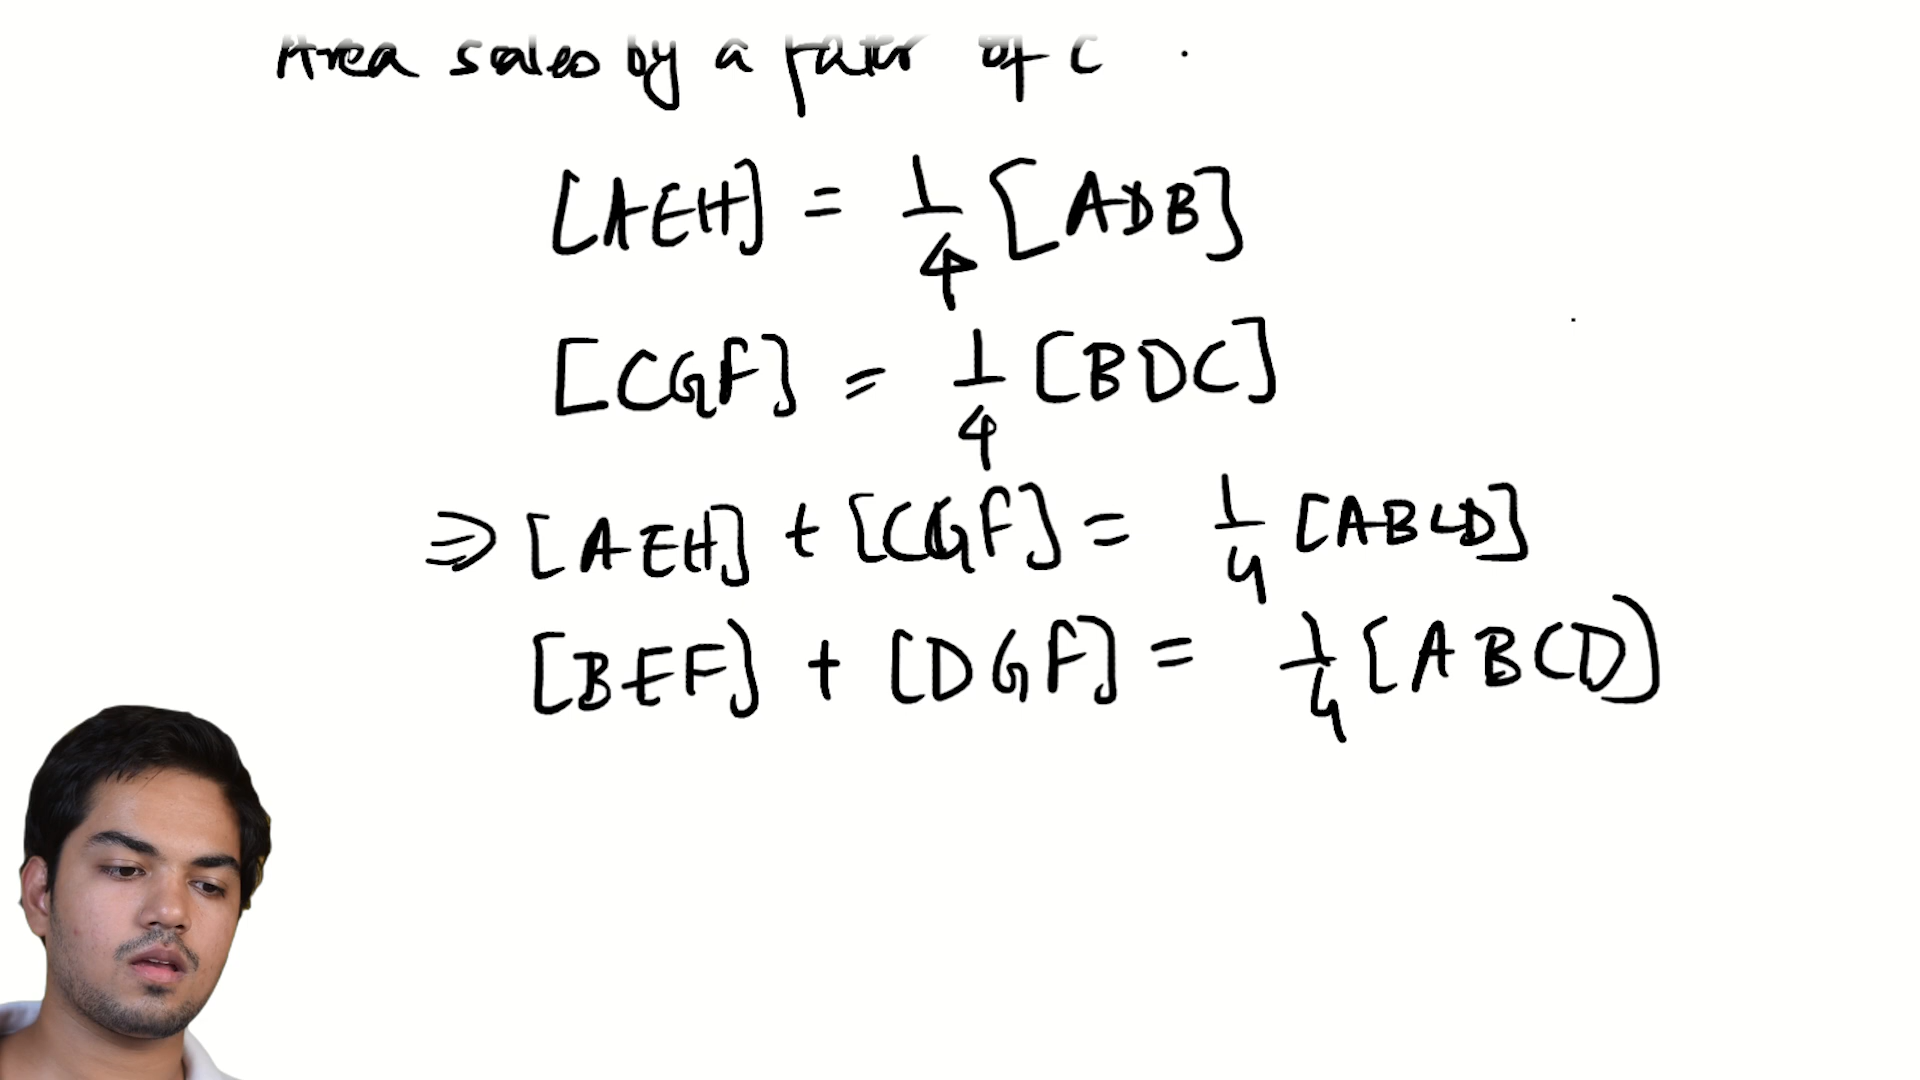 Area scales by a factor of c
[AEH] = 1/4 [ADB]
[CGF] = 1/4 [BDC]
⇒ [AEH] + [CGF] = 1/4 [ABCD]
[BEF] + [DGF] = 1/4 [ABCD]